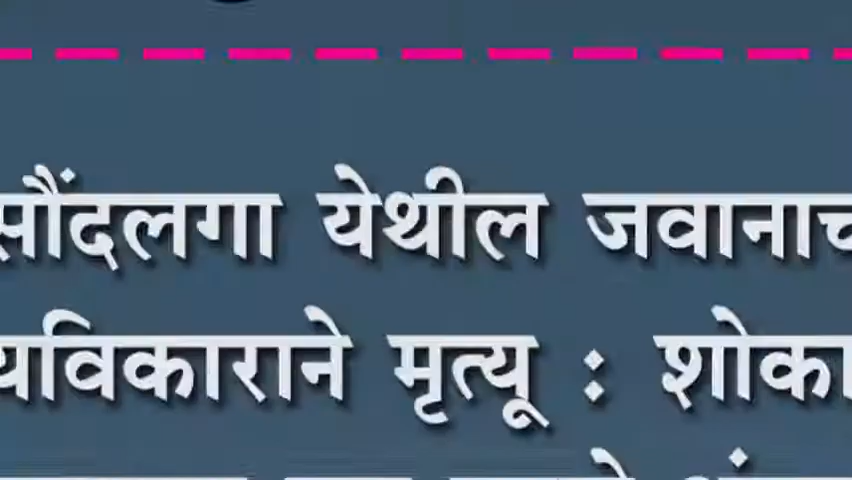 सौंदलगा येथील जवानाच
यविकाराने मृत्यू : शोका